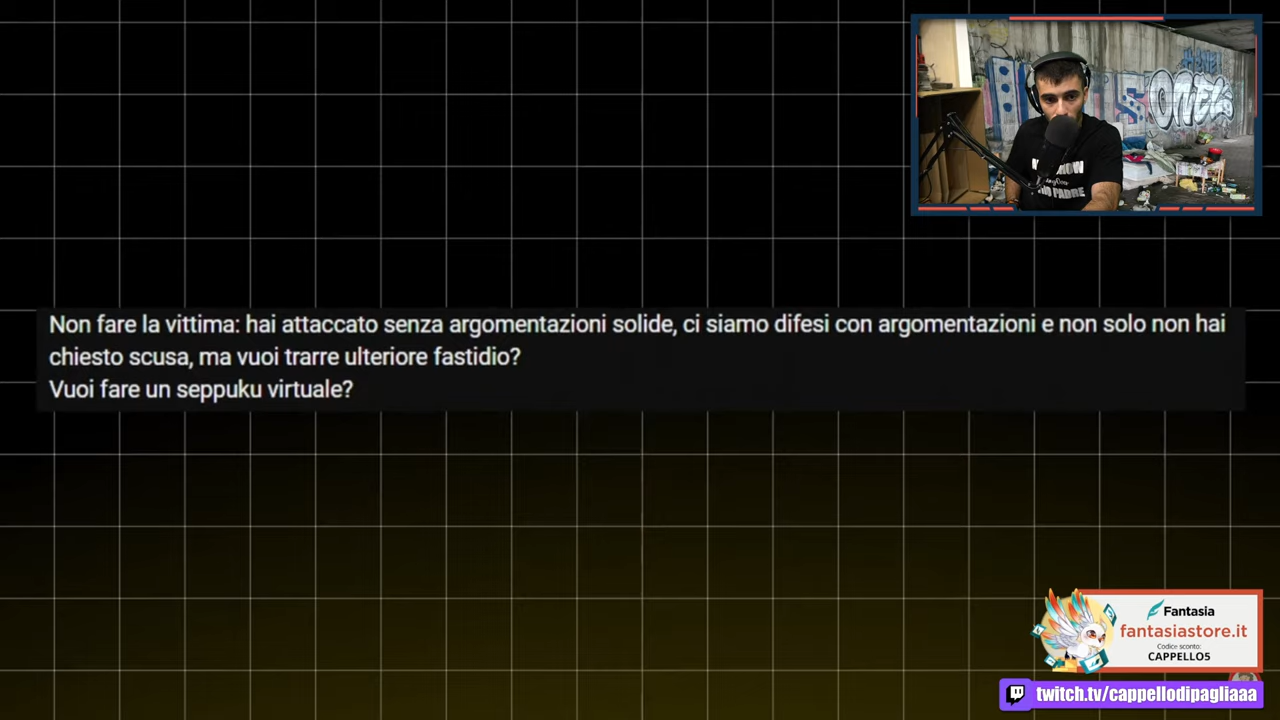 ONEL
Non fare la vittima: hai attaccato senza argomentazioni solide, ci siamo difesi con argomentazioni e non solo non hai
chiesto scusa, ma vuoi trarre ulteriore fastidio?
Vuoi fare un seppuku virtuale?
Fantasia
fantasiastore.it
Codice sconto:
CAPPELLO5
twitch.tv/cappellodipagliaaa